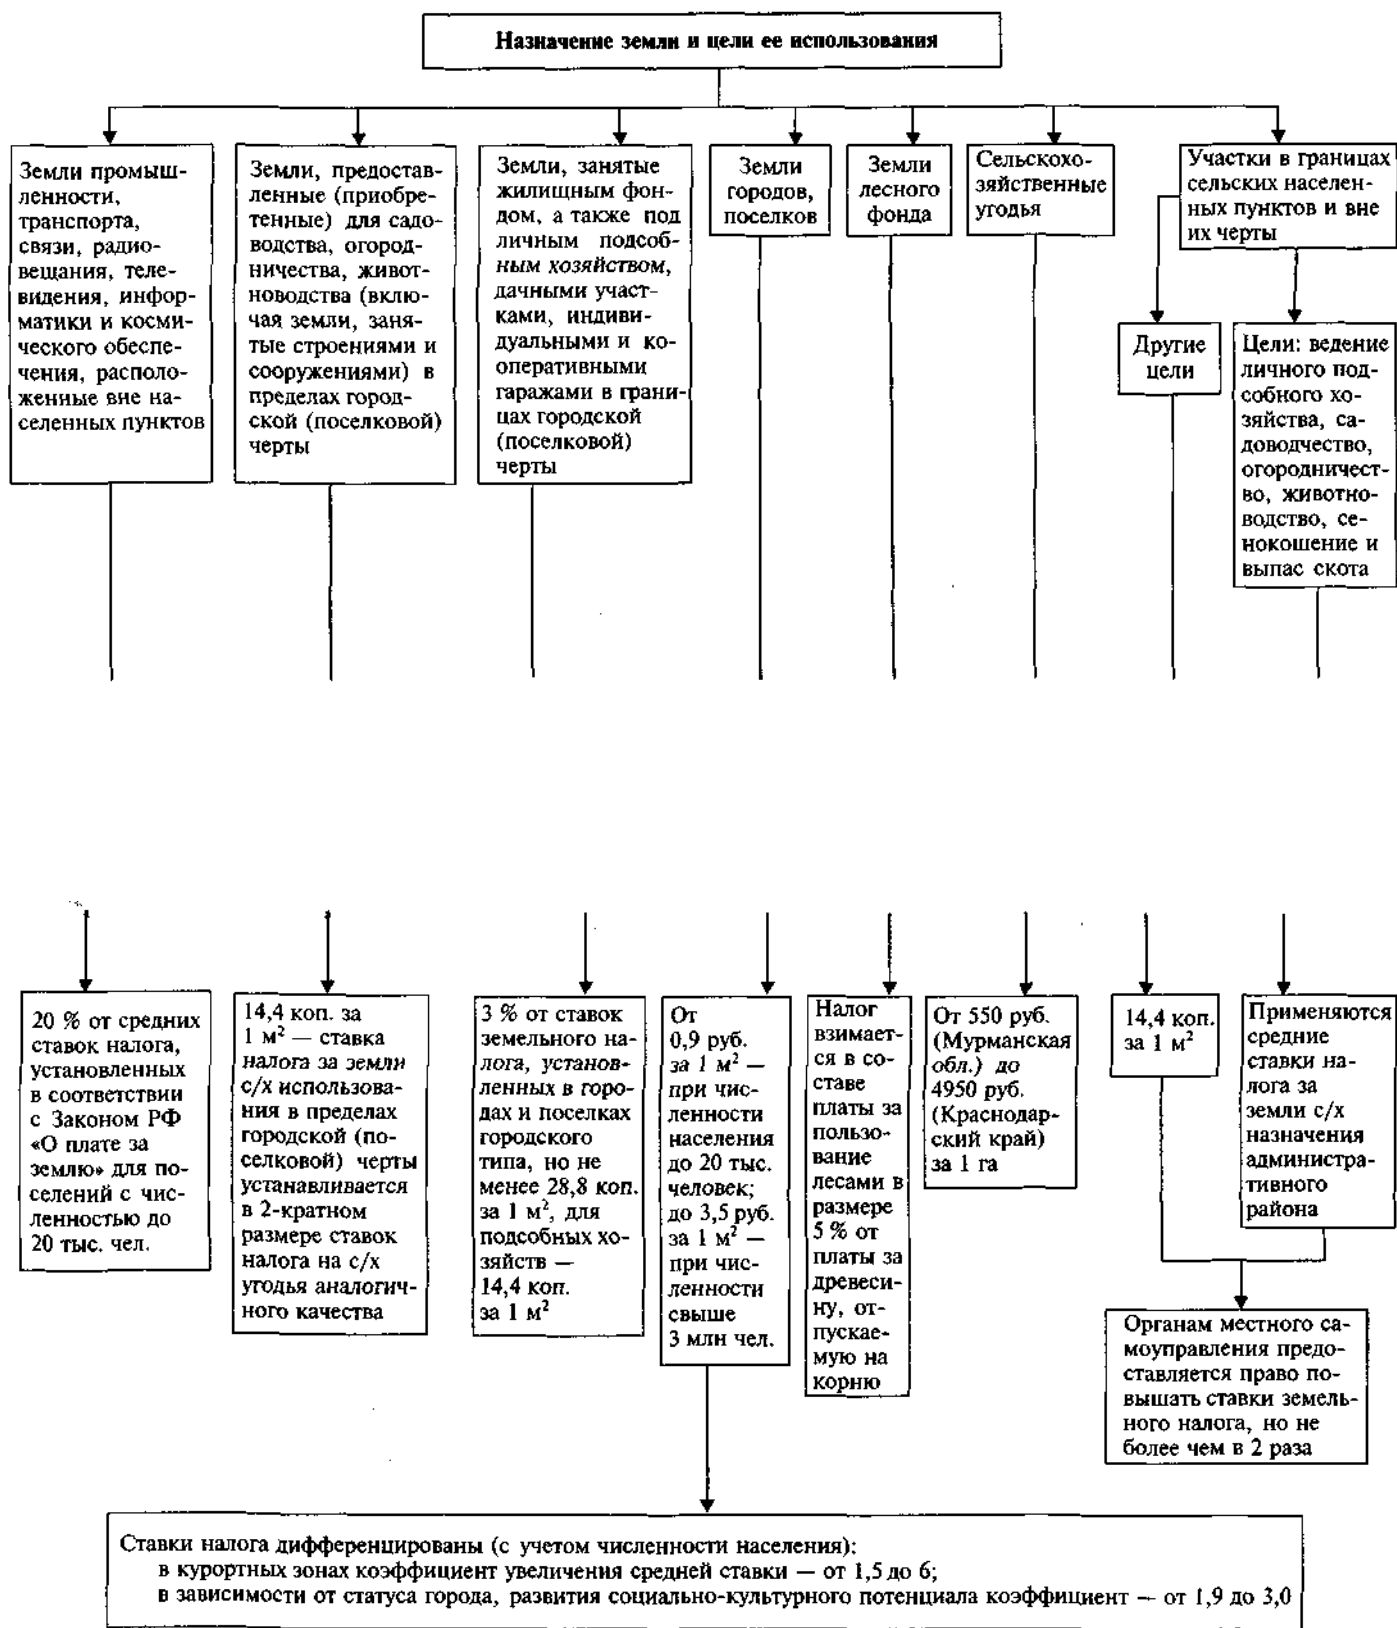 Назначение земли и цели ее использования
Земли промыш-
ленности,
транспорта,
связи, радио-
вещания, теле-
видения, инфор-
матики и косми-
ческого обеспе-
чения, располо-
женные вне на-
селенных пунктов
Земли, предостав-
ленные (приобре-
тенные) для садо-
водства, огород-
ничества, живот-
новодства (вклю-
чая земли, заня-
тые строениями и
сооружениями) в
пределах город-
ской (поселковой)
черты
Земли, занятые
жилищным фон-
дом, а также под
личным подсоб-
ным хозяйством,
дачными участ-
ками, индиви-
дуальными и ко-
оперативными
гаражами в грани-
цах городской
(поселковой)
черты
Земли
городов,
поселков
Земли
лесного
фонда
Сельскохо-
зяйственные
угодья
Участки в границах
сельских населен-
ных пунктов и вне
их черты
Другие
цели
Цели: ведение
личного под-
собного хо-
зяйства, са-
доводчество,
огородничест-
во, животно-
водство, се-
нокошение и
выпас скота
20 % от средних
ставок налога,
установленных
в соответствии
с Законом РФ
«О плате за
землю» для по-
селений с чис-
ленностью до
20 тыс. чел.
14,4 коп. за
1 м² — ставка
налога за земли
с/х использова-
ния в пределах
городской (по-
селковой) черты
устанавливается
в 2-кратном
размере ставок
налога на с/х
угодья аналогич-
ного качества
3 % от ставок
земельного на-
лога, установ-
ленных в горо-
дах и поселках
городского
типа, но не
менее 28,8 коп.
за 1 м², для
подсобных хо-
зяйств —
14,4 коп.
за 1 м²
От
0,9 руб.
за 1 м² —
при чис-
ленности
населения
до 20 тыс.
человек;
до 3,5 руб.
за 1 м² —
при чис-
ленности
свыше
3 млн чел.
Налог
взимает-
ся в со-
ставе
платы за
пользо-
вание
лесами в
размере
5 % от
платы за
древеси-
ну, от-
пускае-
мую на
корню
От 550 руб.
(Мурманская
обл.) до
4950 руб.
(Краснодар-
ский край)
за 1 га
14,4 коп.
за 1 м²
Применяются
средние
ставки на-
лога за
земли с/х
назначения
администра-
тивного
района
Органам местного са-
моуправления предо-
ставляется право по-
вышать ставки земель-
ного налога, но не
более чем в 2 раза
Ставки налога дифференцированы (с учетом численности населения):
в курортных зонах коэффициент увеличения средней ставки — от 1,5 до 6;
в зависимости от статуса города, развития социально-культурного потенциала коэффициент — от 1,9 до 3,0